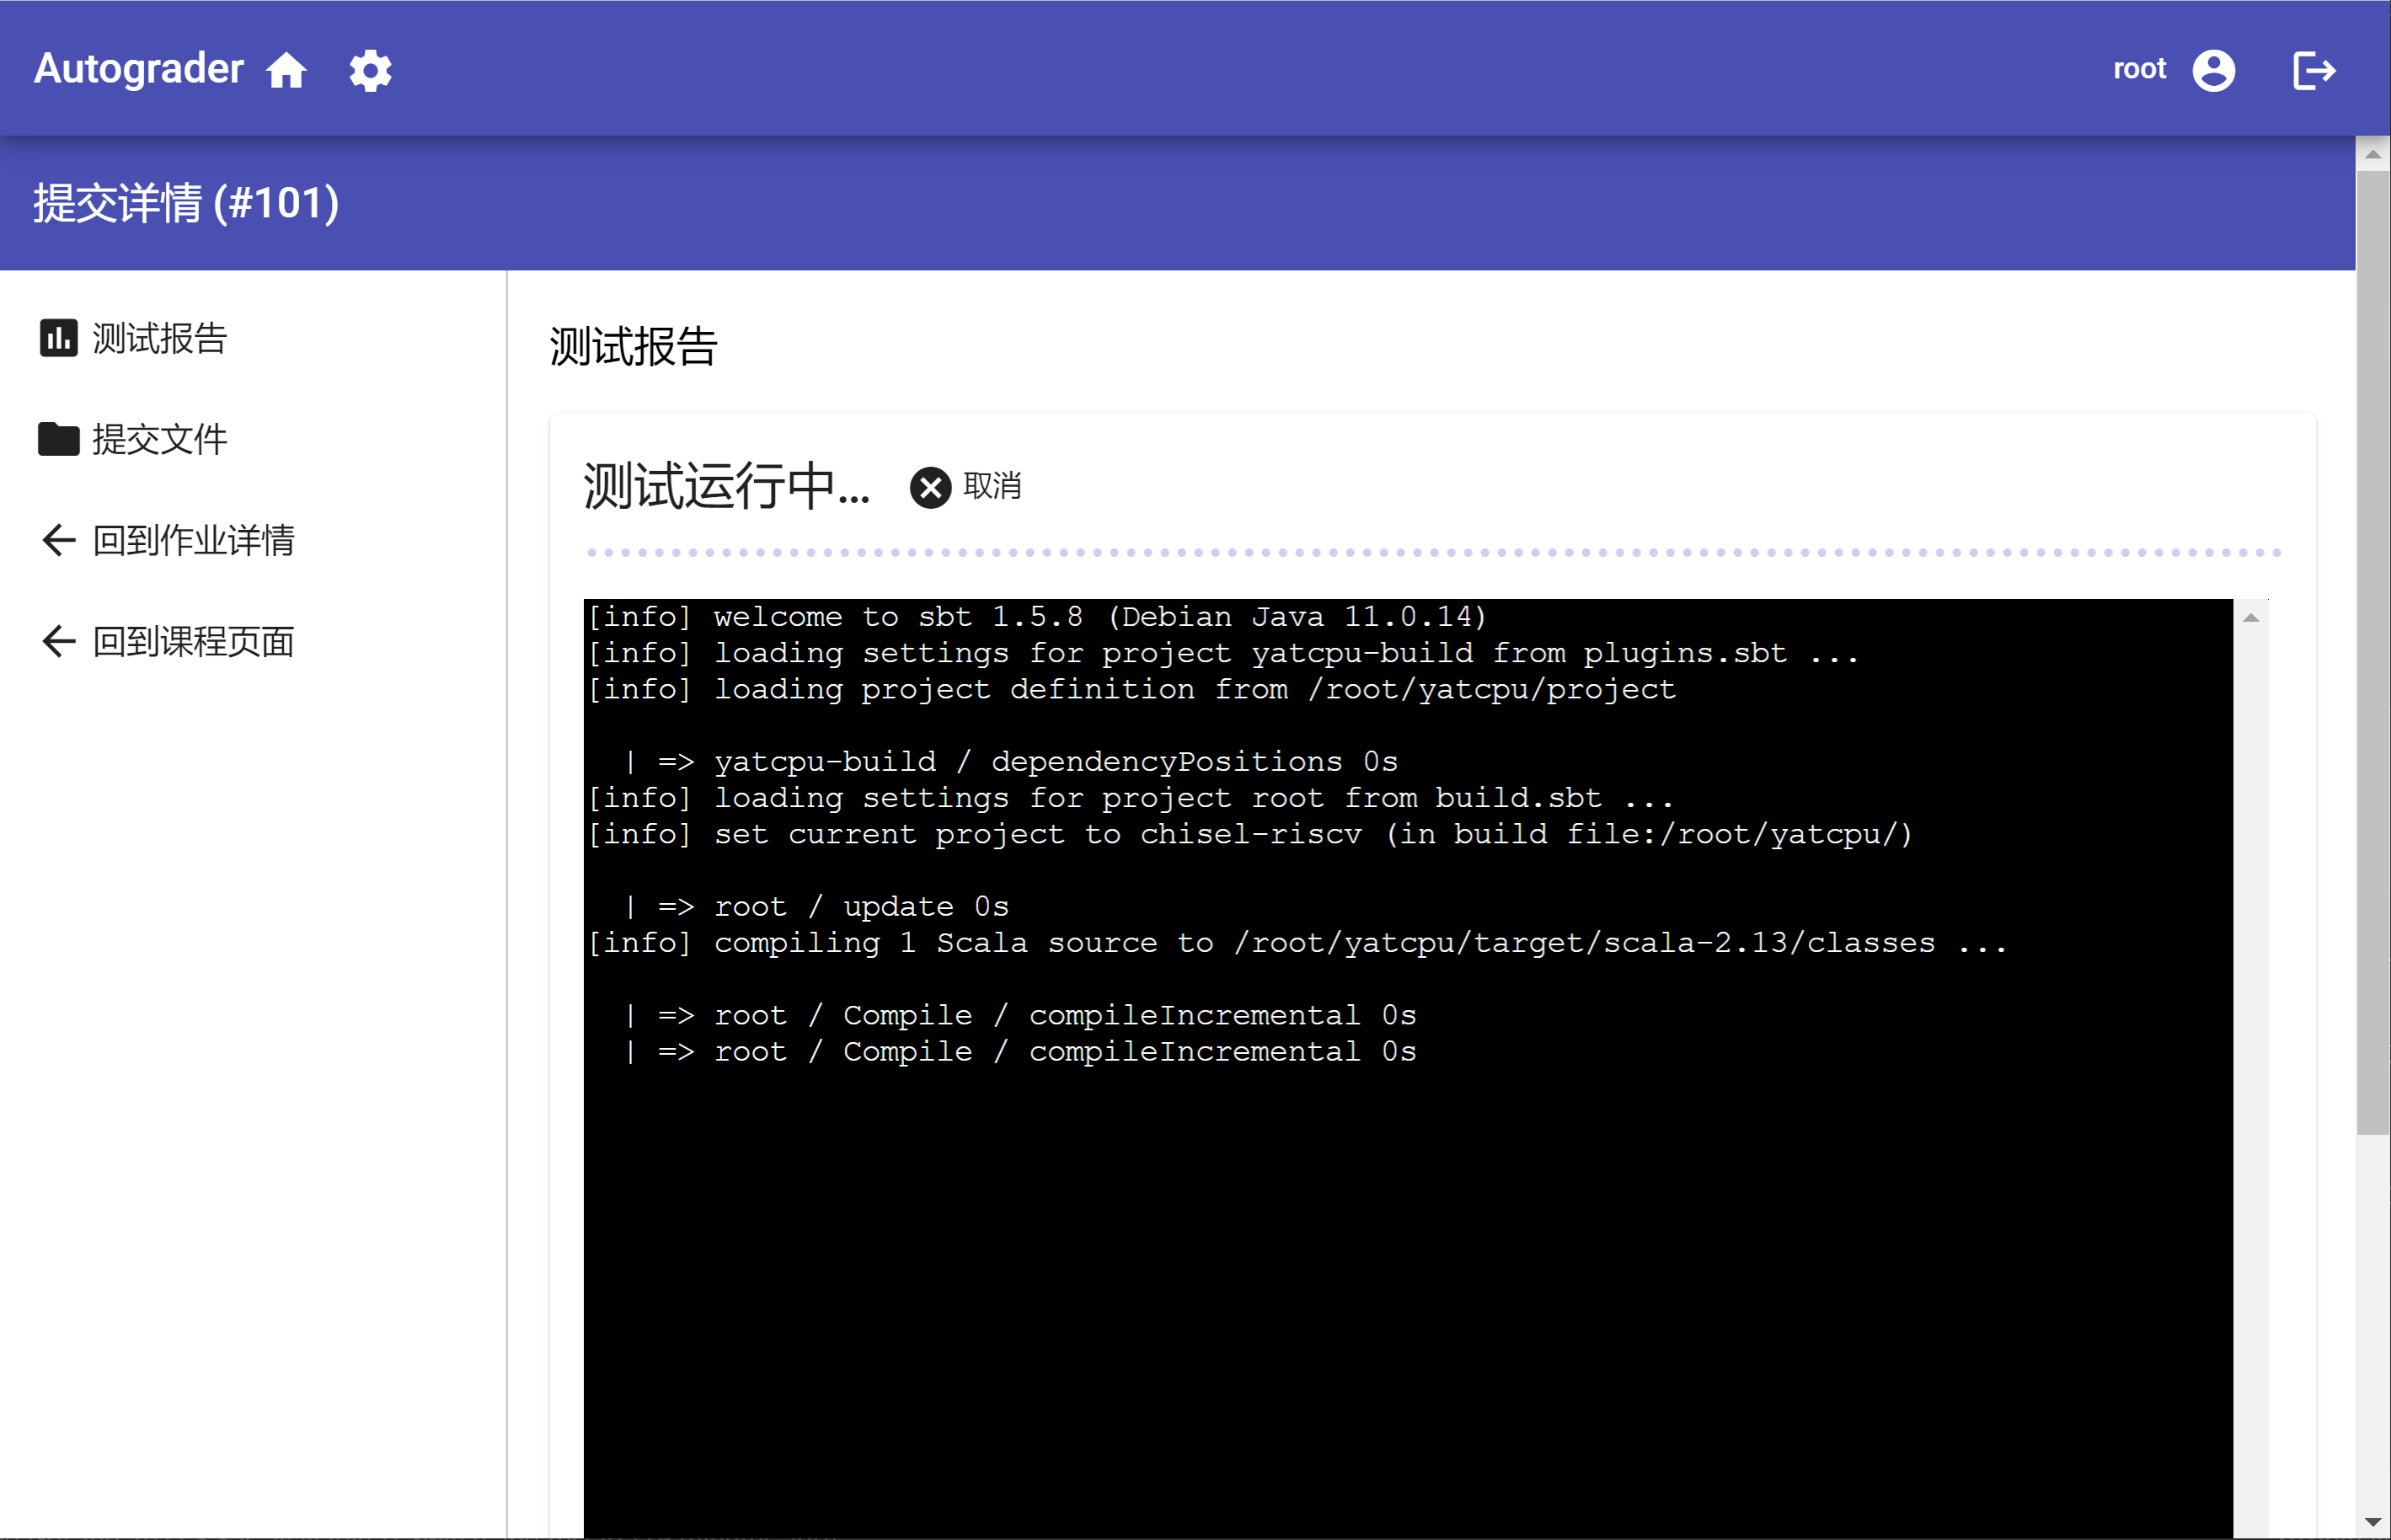 Autograder
root
提交详情 (#101)
测试报告
提交文件
回到作业详情
回到课程页面
测试报告
测试运行中...
取消
[info] welcome to sbt 1.5.8 (Debian Java 11.0.14)
[info] loading settings for project yatcpu-build from plugins.sbt ...
[info] loading project definition from /root/yatcpu/project
| => yatcpu-build / dependencyPositions 0s
[info] loading settings for project root from build.sbt ...
[info] set current project to chisel-riscv (in build file:/root/yatcpu/)
| => root / update 0s
[info] compiling 1 Scala source to /root/yatcpu/target/scala-2.13/classes ...
| => root / Compile / compileIncremental 0s
| => root / Compile / compileIncremental 0s